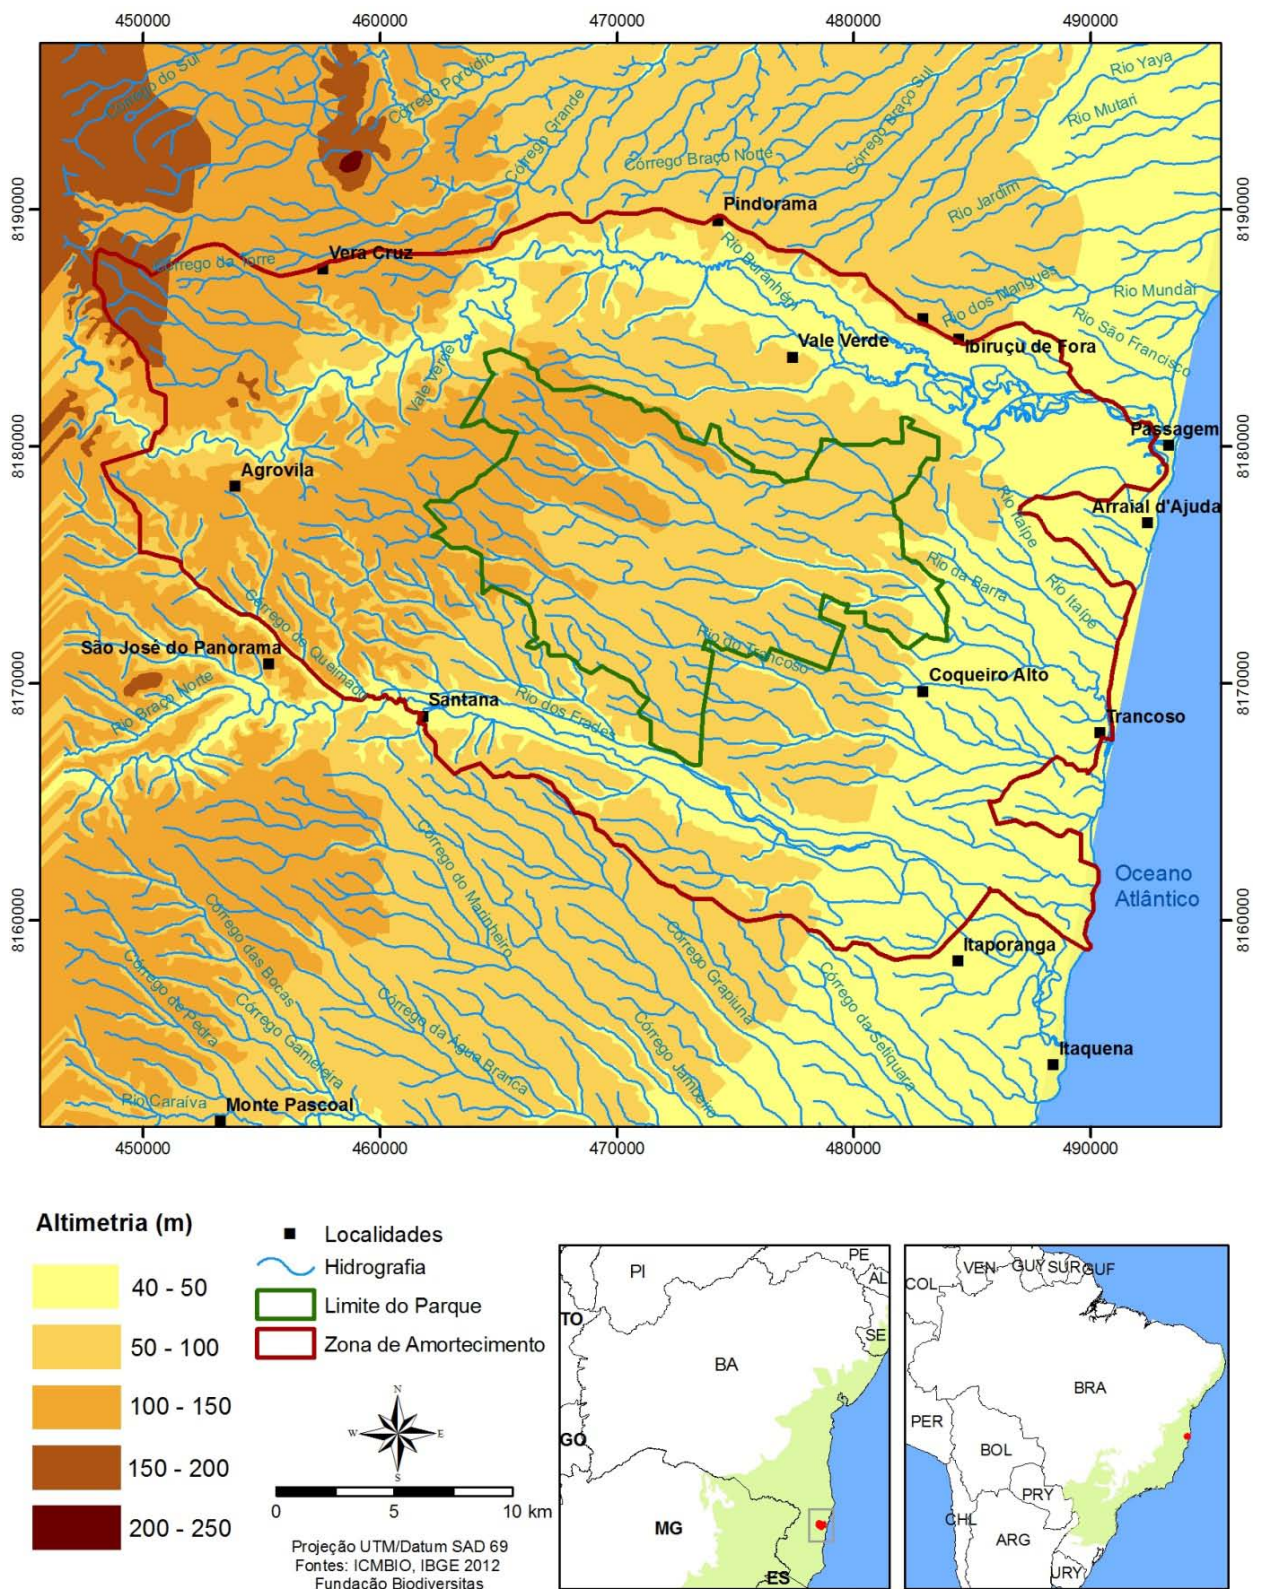 450000
460000
470000
480000
490000
Córrego do Sul
Córrego Poroídio
Córrego Grande
Córrego Braço Norte
Córrego Braço Sul
Rio Yaya
Rio Mutari
8190000
8190000
Pindorama
Rio Jardim
Vera Cruz
Córrego da Torre
Rio Buranhém
Rio dos Mangues
Rio Mundaí
Rio São Francisco
Vale Verde
Ibiruçu de Fora
Vale Verde
8180000
8180000
Passagem
Agrovila
Rio Itaípe
Arraial d'Ajuda
Rio da Barra
Rio Itaípe
Córrego de Queimado
São José do Panorama
Rio do Trancoso
Coqueiro Alto
8170000
8170000
Rio Braço Norte
Santana
Rio dos Frades
Trancoso
Córrego do Marinheiro
Oceano
Atlântico
8160000
8160000
Córrego das Bocas
Córrego Grapiuna
Itaporanga
Córrego de Pedra
Córrego Gameleira
Córrego da Água Branca
Córrego Jambeiro
Córrego da Setiquara
Itaquena
Rio Caraíva
Monte Pascoal
450000
460000
470000
480000
490000
Altimetria (m)
40 - 50
50 - 100
100 - 150
150 - 200
200 - 250
Localidades
Hidrografia
Limite do Parque
Zona de Amortecimento
N
W
E
S
0
5
10 km
Projeção UTM/Datum SAD 69
Fontes: ICMBIO, IBGE 2012
Fundação Biodiversitas
PE
PI
AL
TO
SE
BA
GO
MG
ES
VEN
GUY
SUR
GUF
COL
BRA
PER
BOL
PRY
CHL
ARG
URY